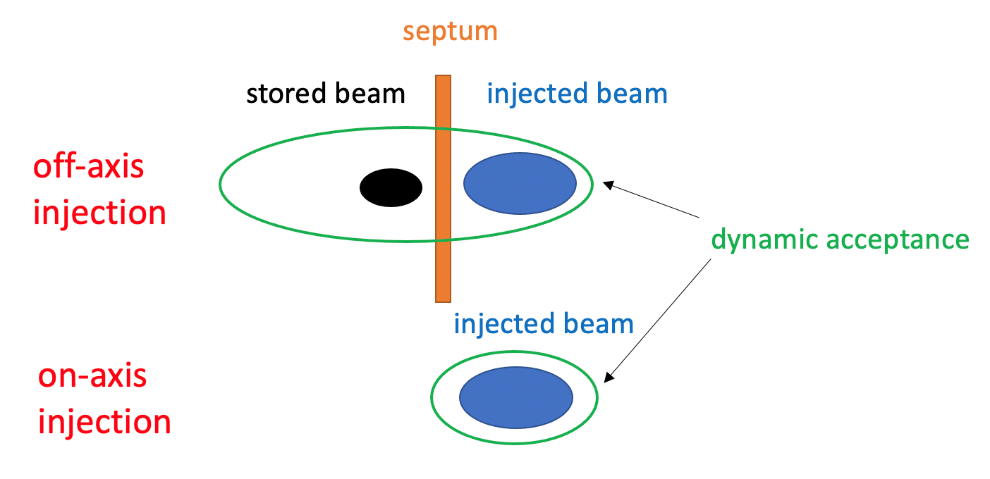 septum
stored beam
injected beam
off-axis
injection
dynamic acceptance
injected beam
on-axis
injection